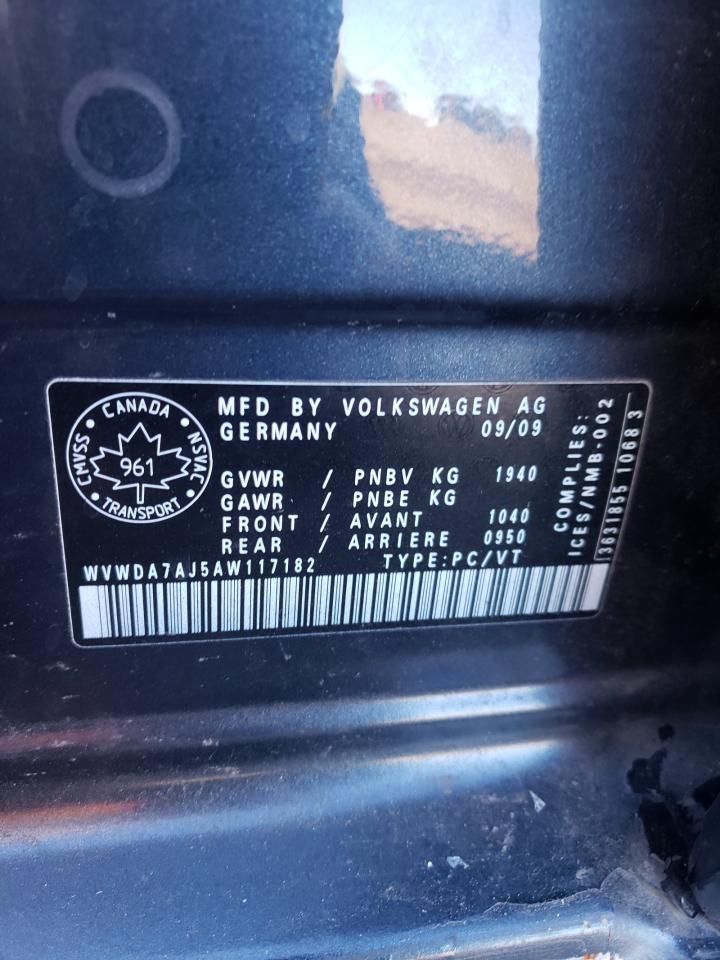 CANADA
CMVSS • NSVAC
961
TRANSPORT
MFD BY VOLKSWAGEN AG
GERMANY 09/09
GVWR / PNBV KG 1940
GAWR / PNBE KG
FRONT / AVANT 1040
REAR / ARRIERE 0950
WVWDA7AJ5AW117182 TYPE:PC/VT
COMPLIES:
ICES/NMB-002
3631855 10683